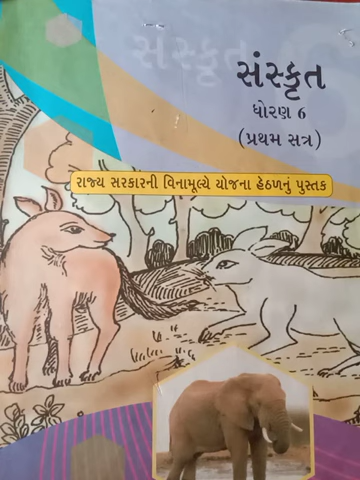 સંસ્કૃત
સંસ્કૃત
ધોરણ 6
(પ્રથમ સત્ર)
રાજ્ય સરકારની વિનામૂલ્યે યોજના હેઠળનું પુસ્તક